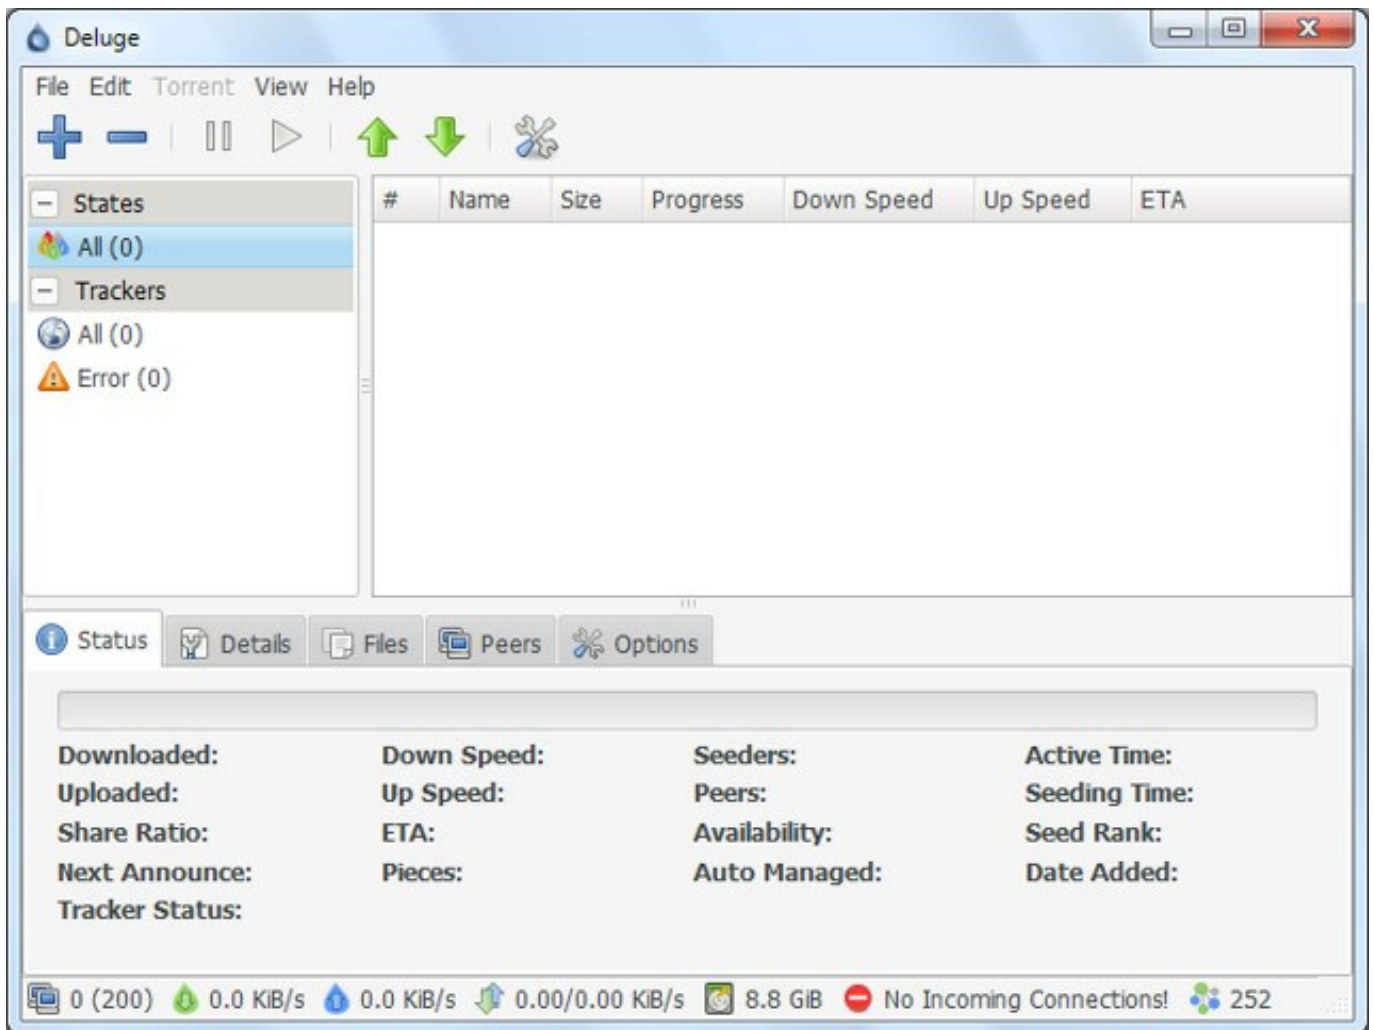 Deluge
File Edit Torrent View Help
States
All (0)
Trackers
All (0)
Error (0)
# Name Size Progress Down Speed Up Speed ETA
Status Details Files Peers Options
Downloaded: Down Speed: Seeders: Active Time:
Uploaded: Up Speed: Peers: Seeding Time:
Share Ratio: ETA: Availability: Seed Rank:
Next Announce: Pieces: Auto Managed: Date Added:
Tracker Status:
0 (200) 0.0 KiB/s 0.0 KiB/s 0.00/0.00 KiB/s 8.8 GiB No Incoming Connections! 252